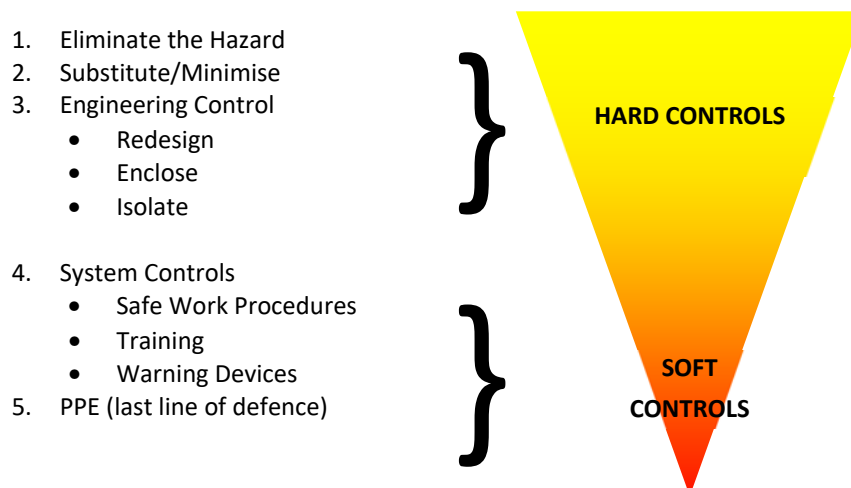 1. Eliminate the Hazard
2. Substitute/Minimise
3. Engineering Control
• Redesign
• Enclose
• Isolate
4. System Controls
• Safe Work Procedures
• Training
• Warning Devices
5. PPE (last line of defence)
HARD CONTROLS
SOFT
CONTROLS